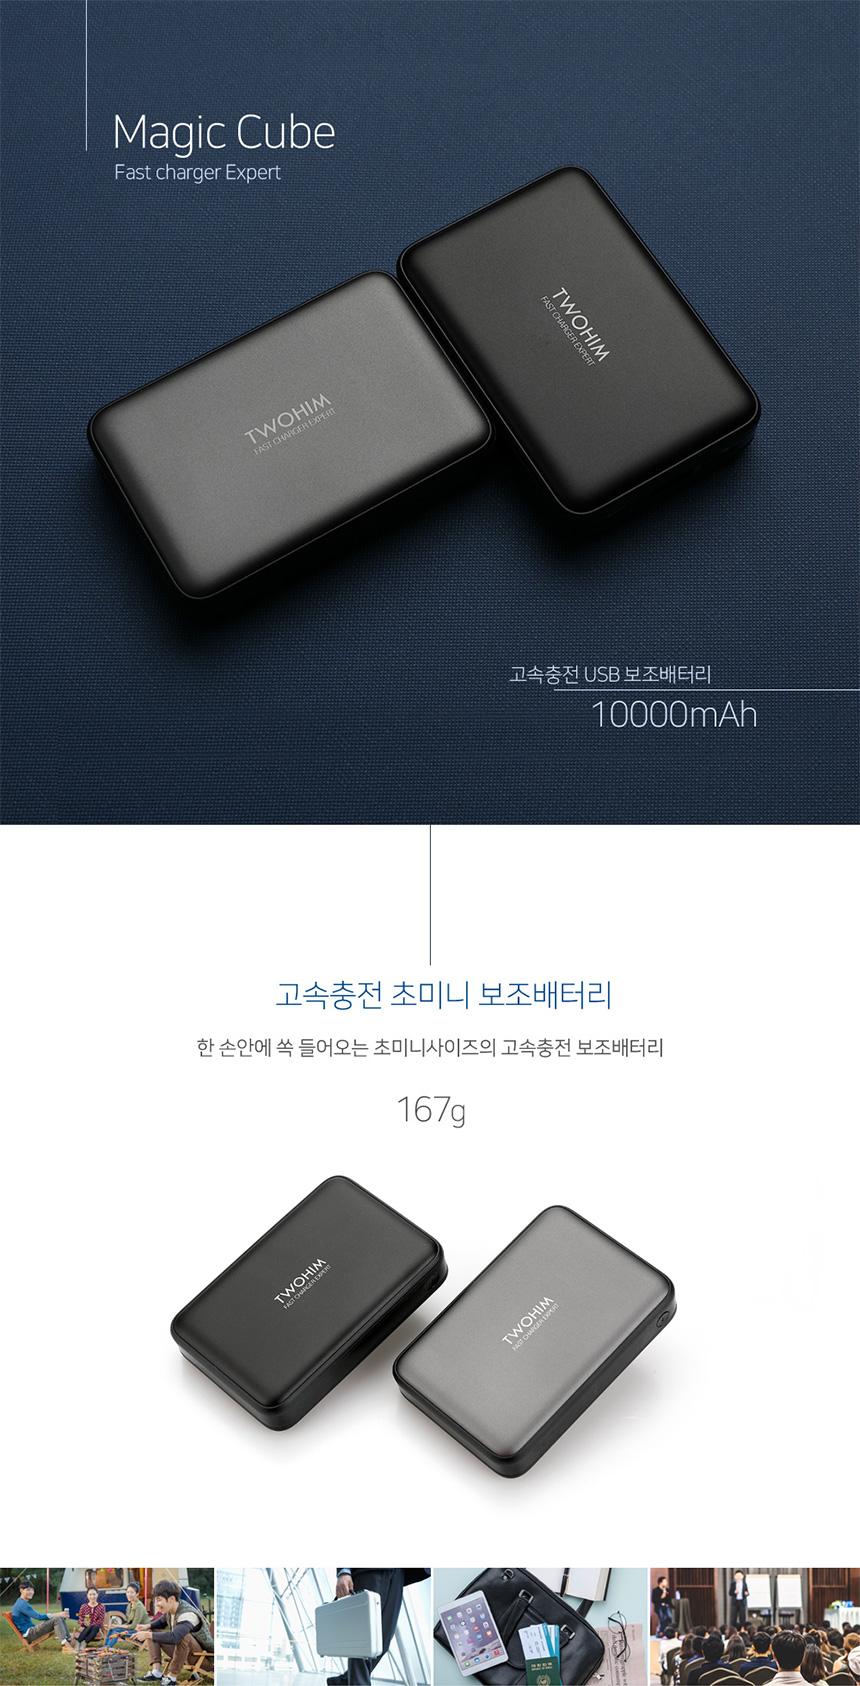 Magic Cube
Fast charger Expert
TWOHIM
FAST CHARGER EXPERT
TWOHIM
FAST CHARGER EXPERT
고속충전 USB 보조배터리
10000mAh
고속충전 초미니 보조배터리
한 손안에 쏙 들어오는 초미니사이즈의 고속충전 보조배터리
167g
TWOHIM
FAST CHARGER EXPERT
TWOHIM
FAST CHARGER EXPERT